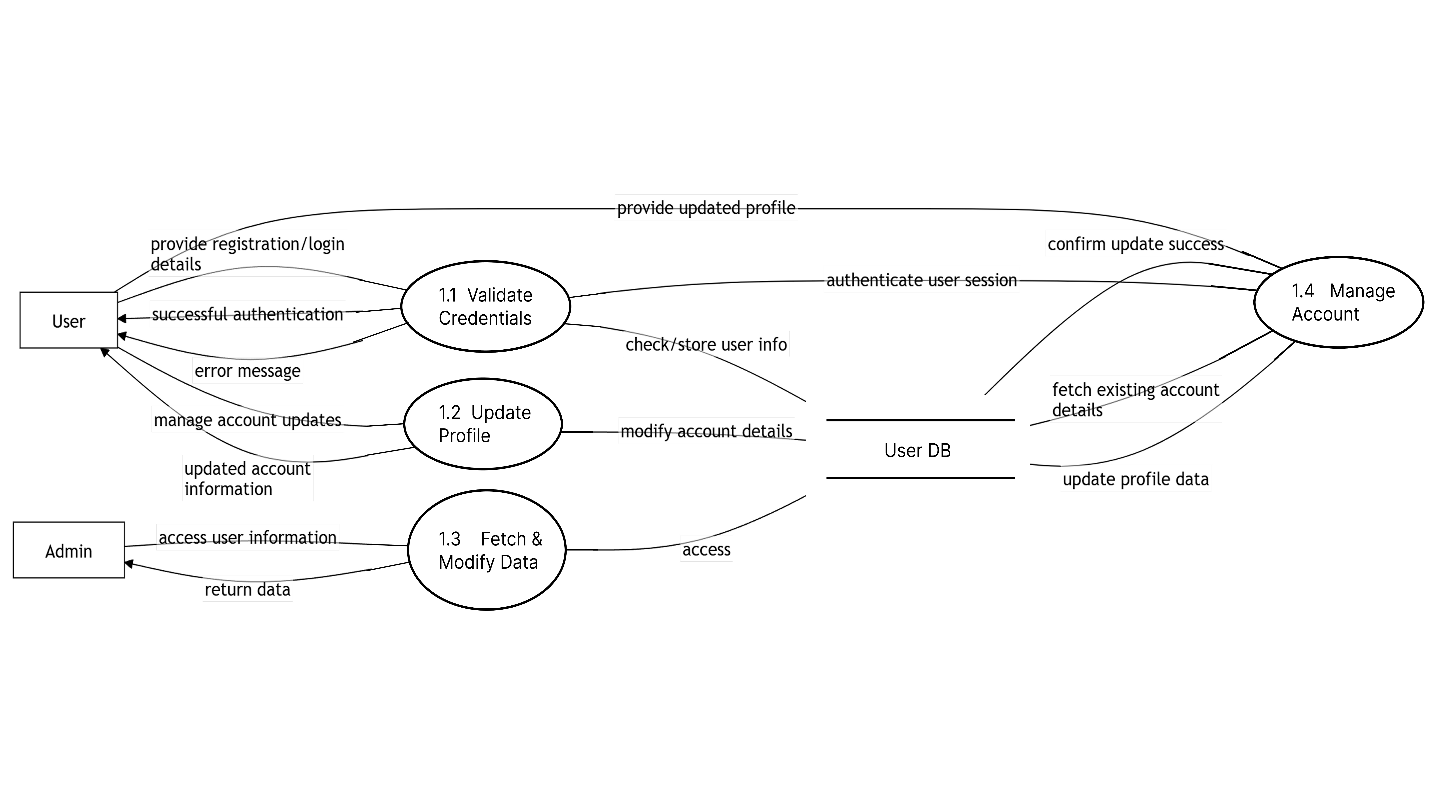 provide updated profile
provide registration/login
details
confirm update success
authenticate user session
1.1 Validate
Credentials
1.4 Manage
Account
User
successful authentication
check/store user info
error message
fetch existing account
details
1.2 Update
Profile
manage account updates
modify account details
User DB
updated account
information
update profile data
access user information
1.3 Fetch &
Modify Data
Admin
access
return data